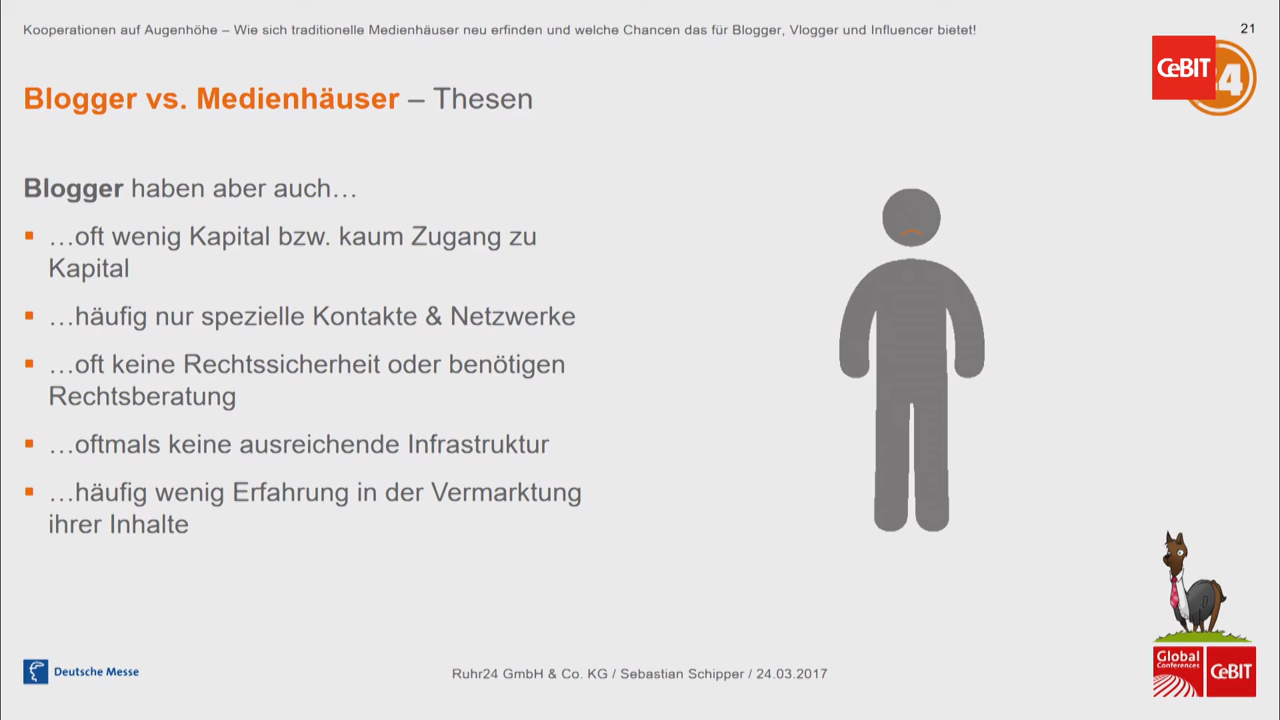 Kooperationen auf Augenhöhe – Wie sich traditionelle Medienhäuser neu erfinden und welche Chancen das für Blogger, Vlogger und Influencer bietet!
21
CeBIT
4
Blogger vs. Medienhäuser – Thesen
Blogger haben aber auch…
…oft wenig Kapital bzw. kaum Zugang zu
Kapital
…häufig nur spezielle Kontakte & Netzwerke
…oft keine Rechtssicherheit oder benötigen
Rechtsberatung
…oftmals keine ausreichende Infrastruktur
…häufig wenig Erfahrung in der Vermarktung
ihrer Inhalte
Deutsche Messe
Ruhr24 GmbH & Co. KG / Sebastian Schipper / 24.03.2017
Global
Conferences
CeBIT